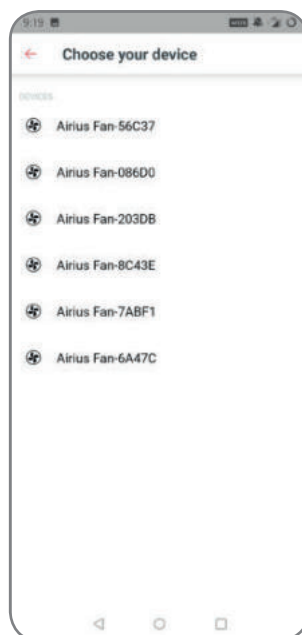 9:19
Choose your device
DEVICES
Airius Fan-56C37
Airius Fan-086D0
Airius Fan-203DB
Airius Fan-8C43E
Airius Fan-7ABF1
Airius Fan-6A47C